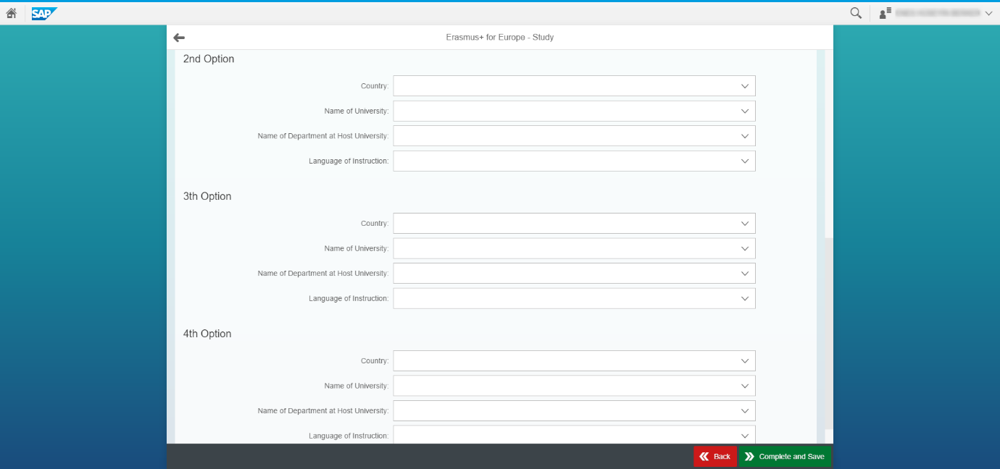 SAP
Erasmus+ for Europe - Study
2nd Option
Country:
Name of University:
Name of Department at Host University:
Language of Instruction:
3th Option
Country:
Name of University:
Name of Department at Host University:
Language of Instruction:
4th Option
Country:
Name of University:
Name of Department at Host University:
Language of Instruction:
Back
Complete and Save